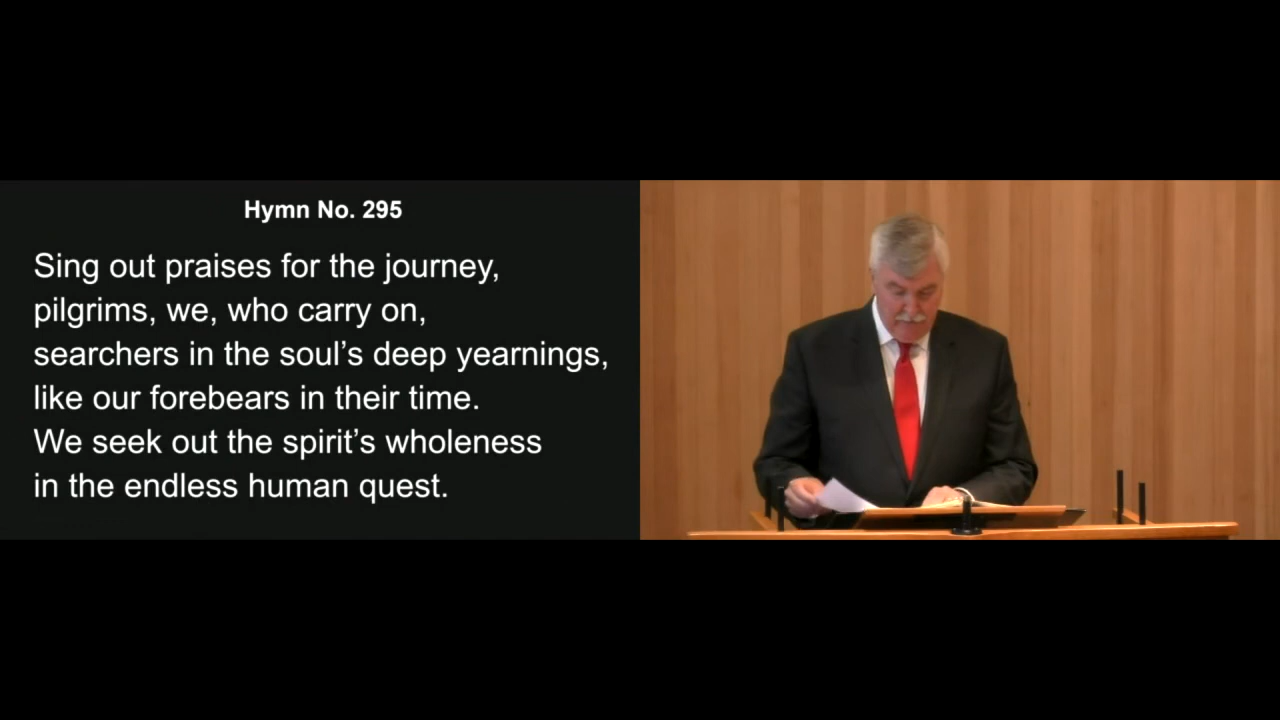 Hymn No. 295
Sing out praises for the journey,
pilgrims, we, who carry on,
searchers in the soul’s deep yearnings,
like our forebears in their time.
We seek out the spirit’s wholeness
in the endless human quest.